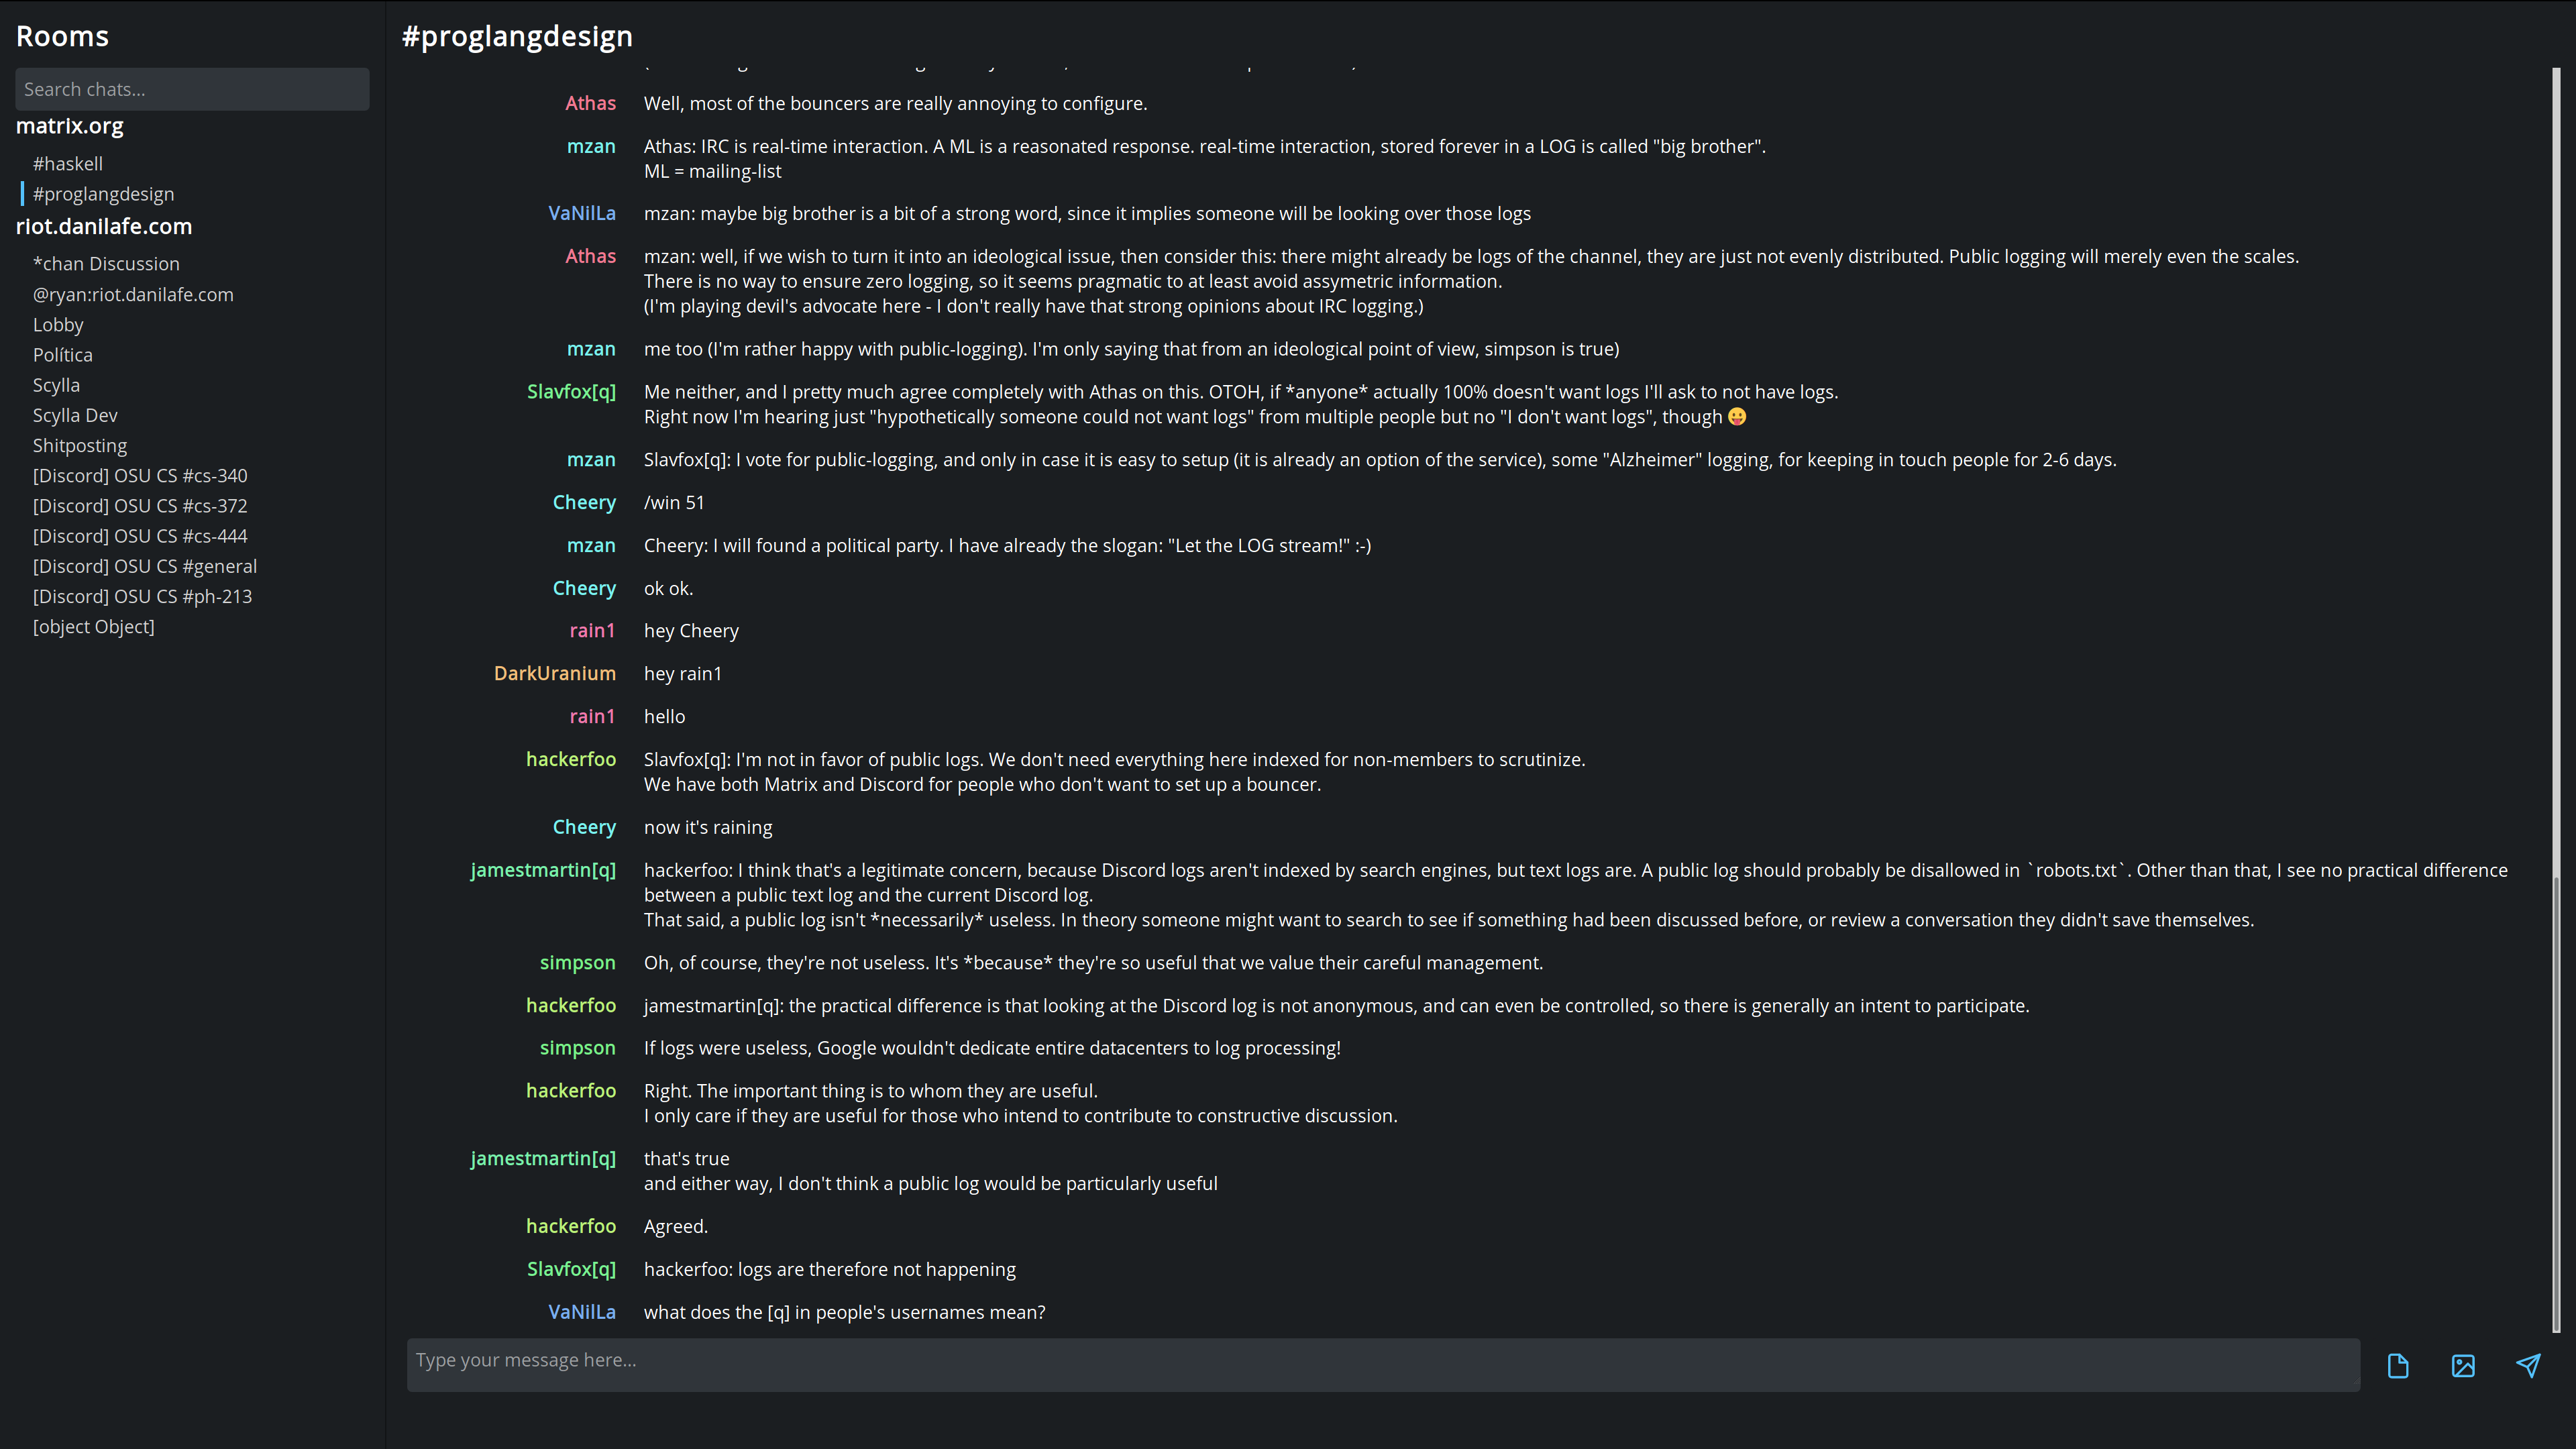 Rooms
Search chats...
matrix.org
#haskell
#proglangdesign
riot.danilafe.com
*chan Discussion
@ryan:riot.danilafe.com
Lobby
Política
Scylla
Scylla Dev
Shitposting
[Discord] OSU CS #cs-340
[Discord] OSU CS #cs-372
[Discord] OSU CS #cs-444
[Discord] OSU CS #general
[Discord] OSU CS #ph-213
[object Object]
#proglangdesign
Athas Well, most of the bouncers are really annoying to configure.
mzan Athas: IRC is real-time interaction. A ML is a reasonated response. real-time interaction, stored forever in a LOG is called "big brother".
ML = mailing-list
VaNilLa mzan: maybe big brother is a bit of a strong word, since it implies someone will be looking over those logs
Athas mzan: well, if we wish to turn it into an ideological issue, then consider this: there might already be logs of the channel, they are just not evenly distributed. Public logging will merely even the scales.
There is no way to ensure zero logging, so it seems pragmatic to at least avoid assymetric information.
(I'm playing devil's advocate here - I don't really have that strong opinions about IRC logging.)
mzan me too (I'm rather happy with public-logging). I'm only saying that from an ideological point of view, simpson is true)
Slavfox[q] Me neither, and I pretty much agree completely with Athas on this. OTOH, if *anyone* actually 100% doesn't want logs I'll ask to not have logs.
Right now I'm hearing just "hypothetically someone could not want logs" from multiple people but no "I don't want logs", though 😛
mzan Slavfox[q]: I vote for public-logging, and only in case it is easy to setup (it is already an option of the service), some "Alzheimer" logging, for keeping in touch people for 2-6 days.
Cheery /win 51
mzan Cheery: I will found a political party. I have already the slogan: "Let the LOG stream!" :-)
Cheery ok ok.
rain1 hey Cheery
DarkUranium hey rain1
rain1 hello
hackerfoo Slavfox[q]: I'm not in favor of public logs. We don't need everything here indexed for non-members to scrutinize.
We have both Matrix and Discord for people who don't want to set up a bouncer.
Cheery now it's raining
jamestmartin[q] hackerfoo: I think that's a legitimate concern, because Discord logs aren't indexed by search engines, but text logs are. A public log should probably be disallowed in `robots.txt`. Other than that, I see no practical difference
between a public text log and the current Discord log.
That said, a public log isn't *necessarily* useless. In theory someone might want to search to see if something had been discussed before, or review a conversation they didn't save themselves.
simpson Oh, of course, they're not useless. It's *because* they're so useful that we value their careful management.
hackerfoo jamestmartin[q]: the practical difference is that looking at the Discord log is not anonymous, and can even be controlled, so there is generally an intent to participate.
simpson If logs were useless, Google wouldn't dedicate entire datacenters to log processing!
hackerfoo Right. The important thing is to whom they are useful.
I only care if they are useful for those who intend to contribute to constructive discussion.
jamestmartin[q] that's true
and either way, I don't think a public log would be particularly useful
hackerfoo Agreed.
Slavfox[q] hackerfoo: logs are therefore not happening
VaNilLa what does the [q] in people's usernames mean?
Type your message here...